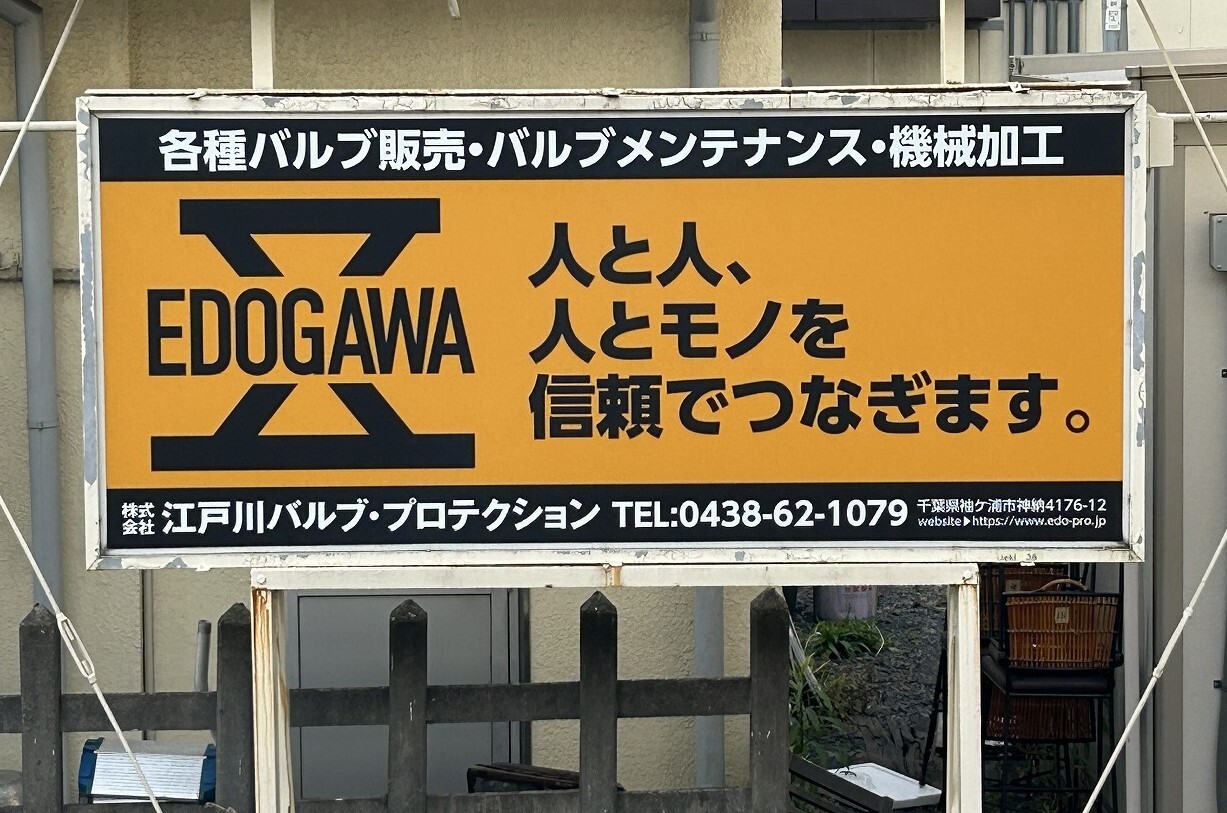 各種バルブ販売・バルブメンテナンス・機械加工
EDOGAWA
人と人、
人とモノを
信頼でつなぎます。
株式会社 江戸川バルブ・プロテクション TEL:0438-62-1079
千葉県袖ケ浦市神納4176-12
website▶https://www.edo-pro.jp